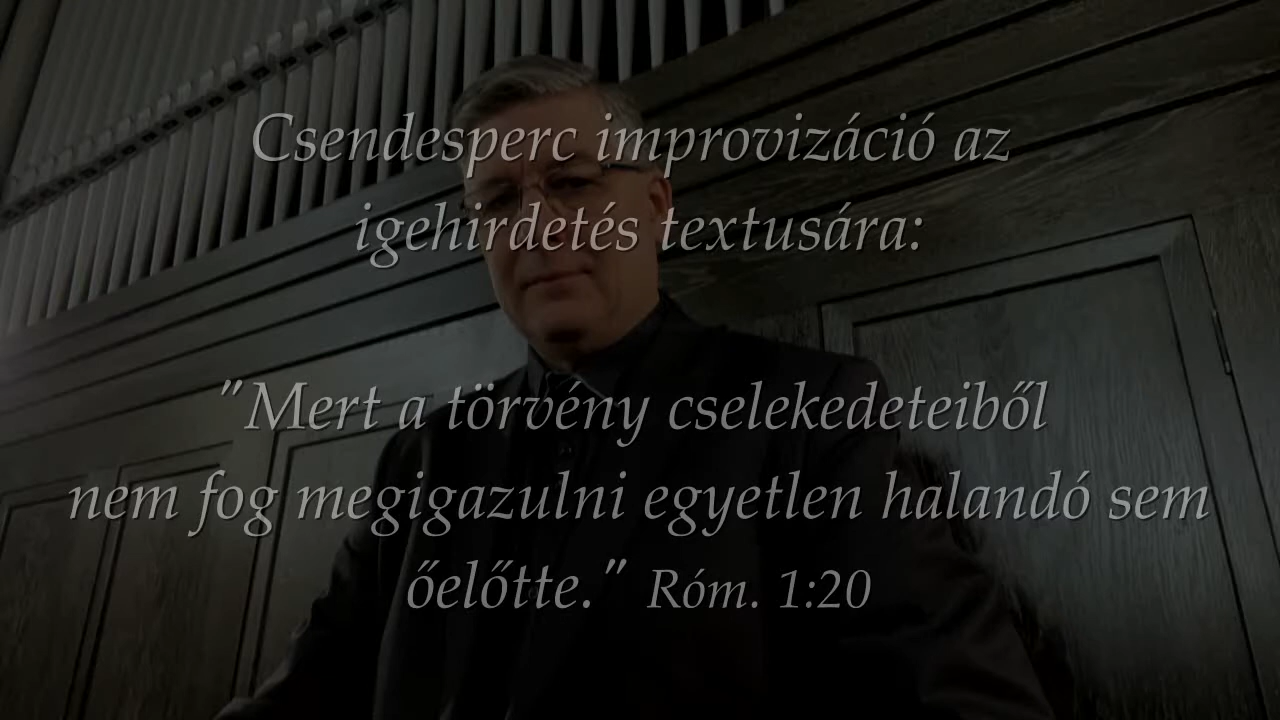 Csendesperc improvizáció az
igehirdetés textusára:
"Mert a törvény cselekedeteiből
nem fog megigazulni egyetlen halandó sem
őelőtte." Róm. 1:20